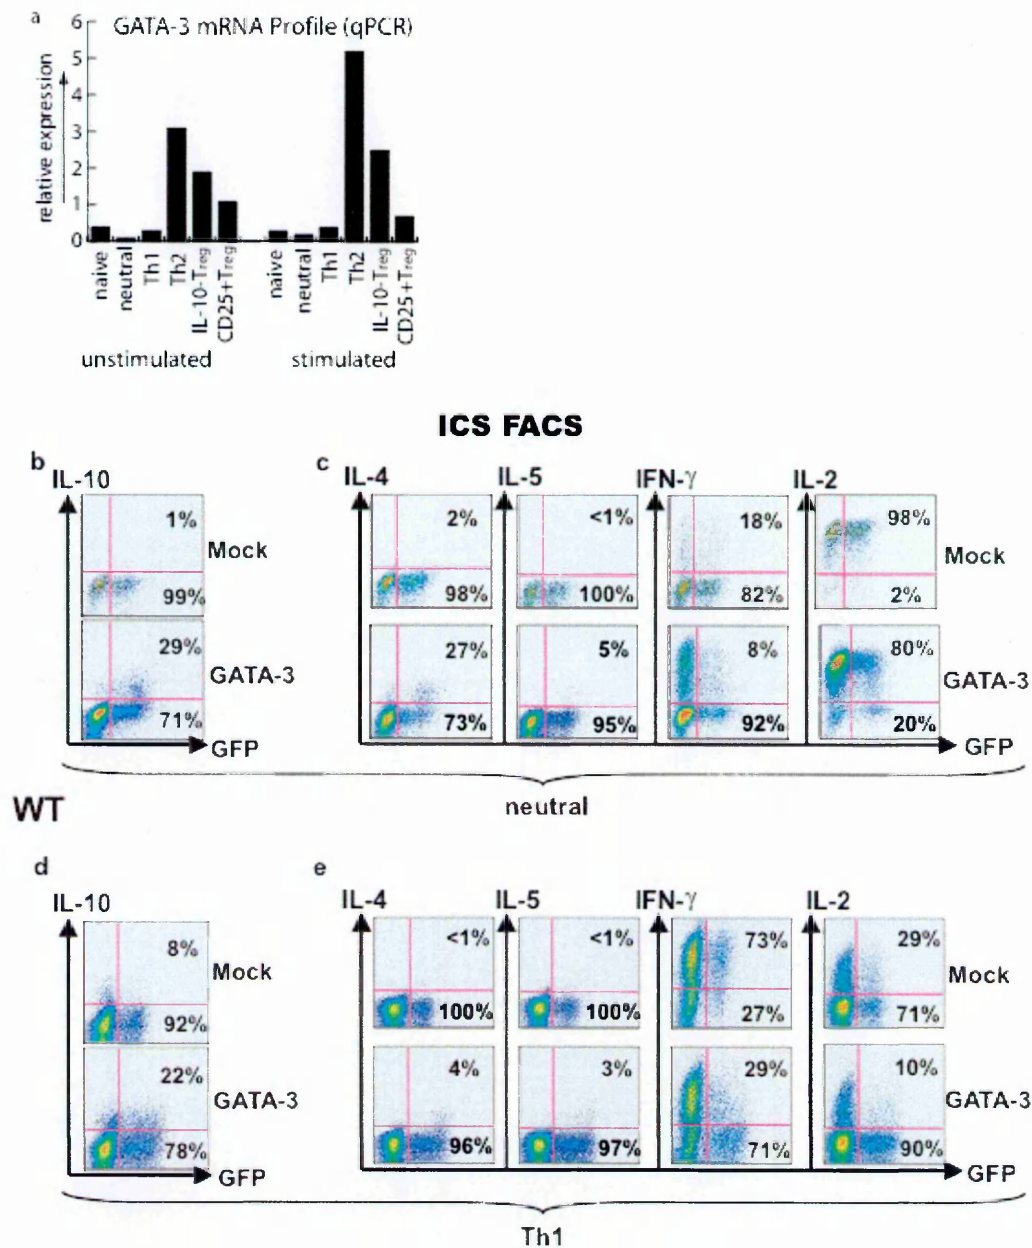 a
GATA-3 mRNA Profile (qPCR)
relative expression
6
5
4
3
2
1
0
naive
neutral
Th1
Th2
IL-10-Treg
CD25+Treg
naive
neutral
Th1
Th2
IL-10-Treg
CD25+Treg
unstimulated
stimulated
ICS FACS
b
IL-10
1%
99%
Mock
29%
71%
GATA-3
GFP
c
IL-4
IL-5
IFN-γ
IL-2
2%
<1%
18%
98%
Mock
98%
100%
82%
2%
27%
5%
8%
80%
GATA-3
73%
95%
92%
20%
GFP
neutral
WT
d
IL-10
8%
Mock
92%
22%
GATA-3
78%
GFP
e
IL-4
IL-5
IFN-γ
IL-2
<1%
<1%
73%
29%
Mock
100%
100%
27%
71%
4%
3%
29%
10%
GATA-3
96%
97%
71%
90%
GFP
Th1